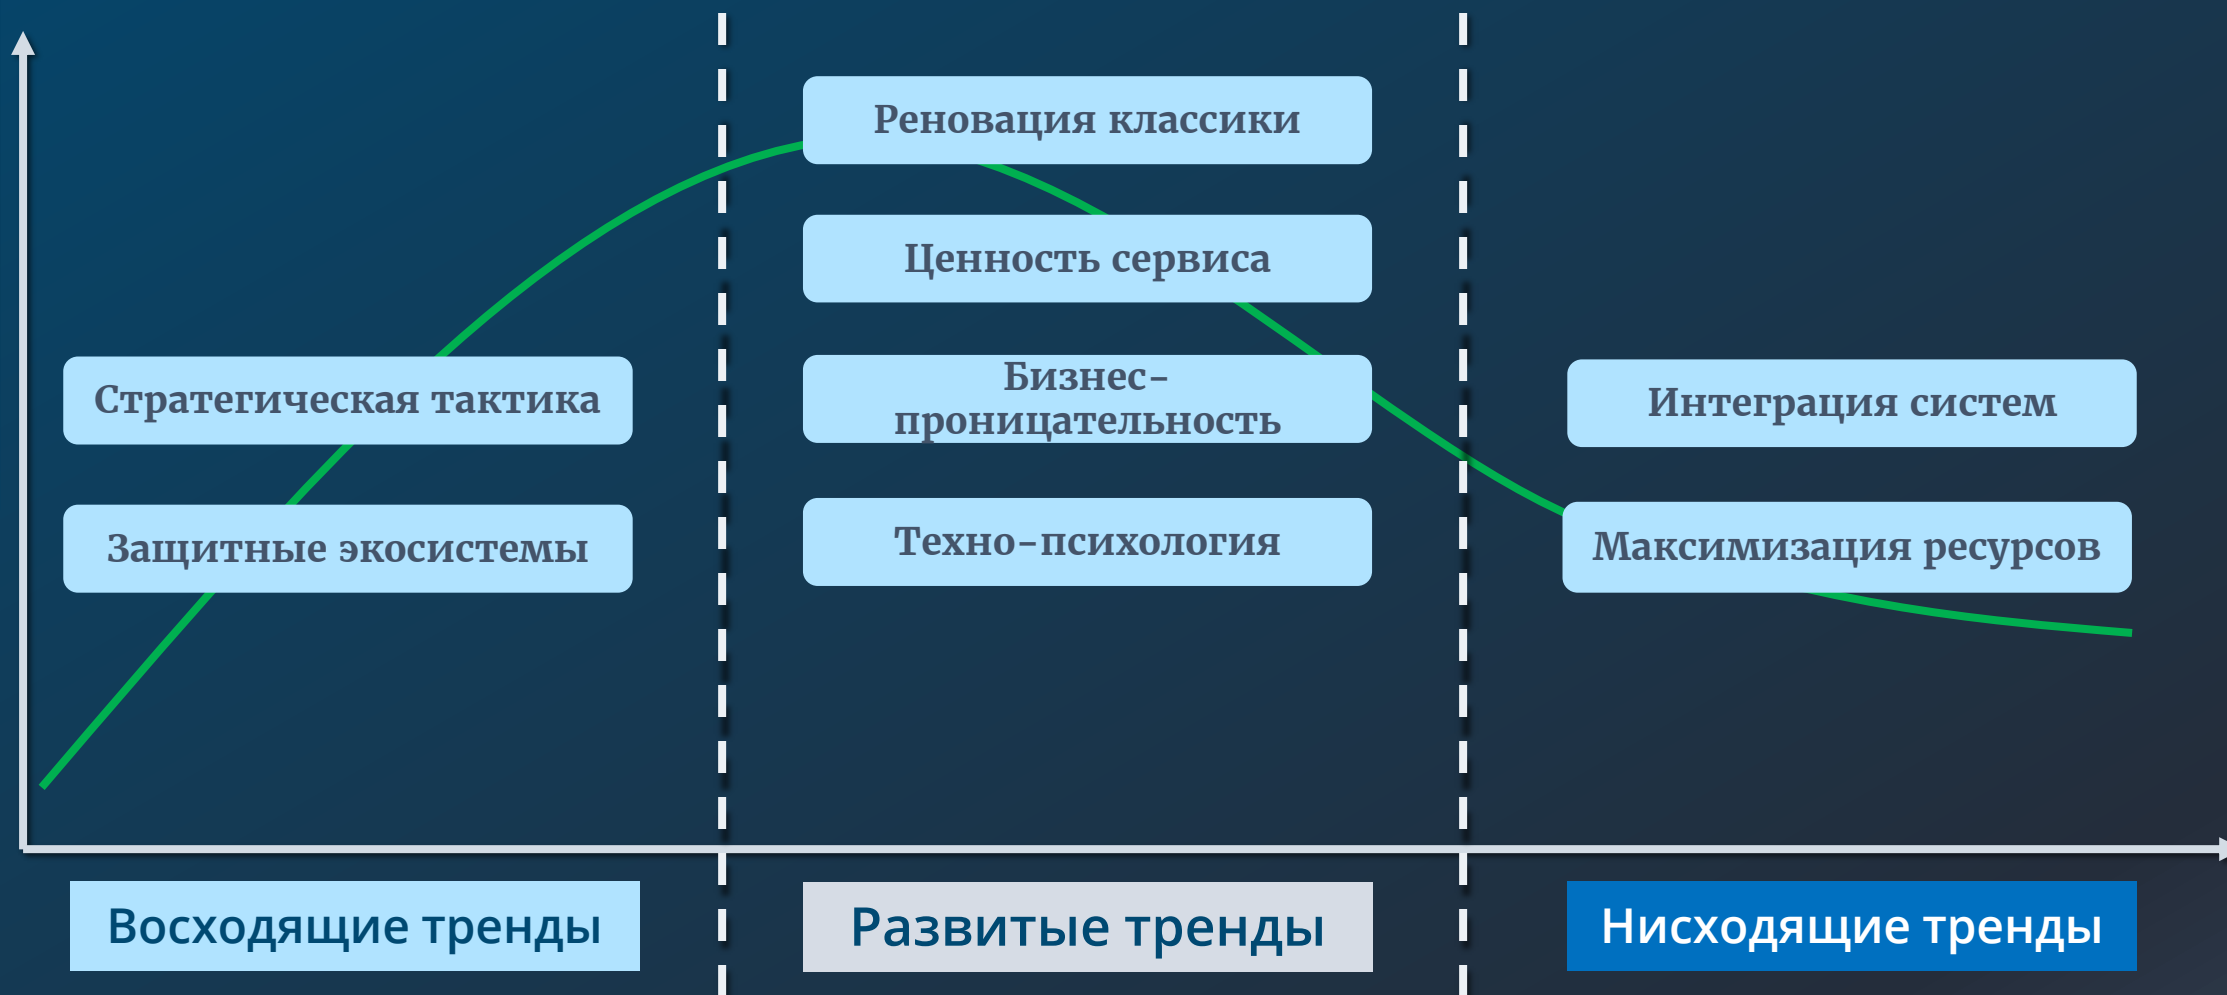 Реновация классики
Ценность сервиса
Стратегическая тактика
Бизнес-
проницательность
Интеграция систем
Защитные экосистемы
Техно-психология
Максимизация ресурсов
Восходящие тренды
Развитые тренды
Нисходящие тренды